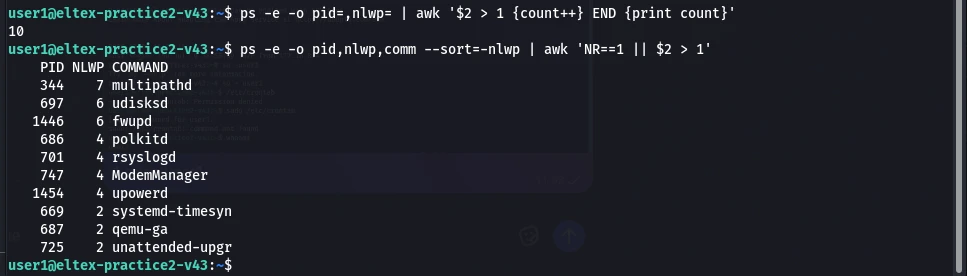 user1@eltex-practice2-v43:~$ ps -e -o pid=,nlwp= | awk '$2 > 1 {count++} END {print count}'
10
user1@eltex-practice2-v43:~$ ps -e -o pid,nlwp,comm --sort=-nlwp | awk 'NR==1 || $2 > 1'
PID NLWP COMMAND
344 7 multipathd
697 6 udisksd
1446 6 fwupd
686 4 polkitd
701 4 rsyslogd
747 4 ModemManager
1454 4 upowerd
669 2 systemd-timesyn
687 2 qemu-ga
725 2 unattended-upgr
user1@eltex-practice2-v43:~$